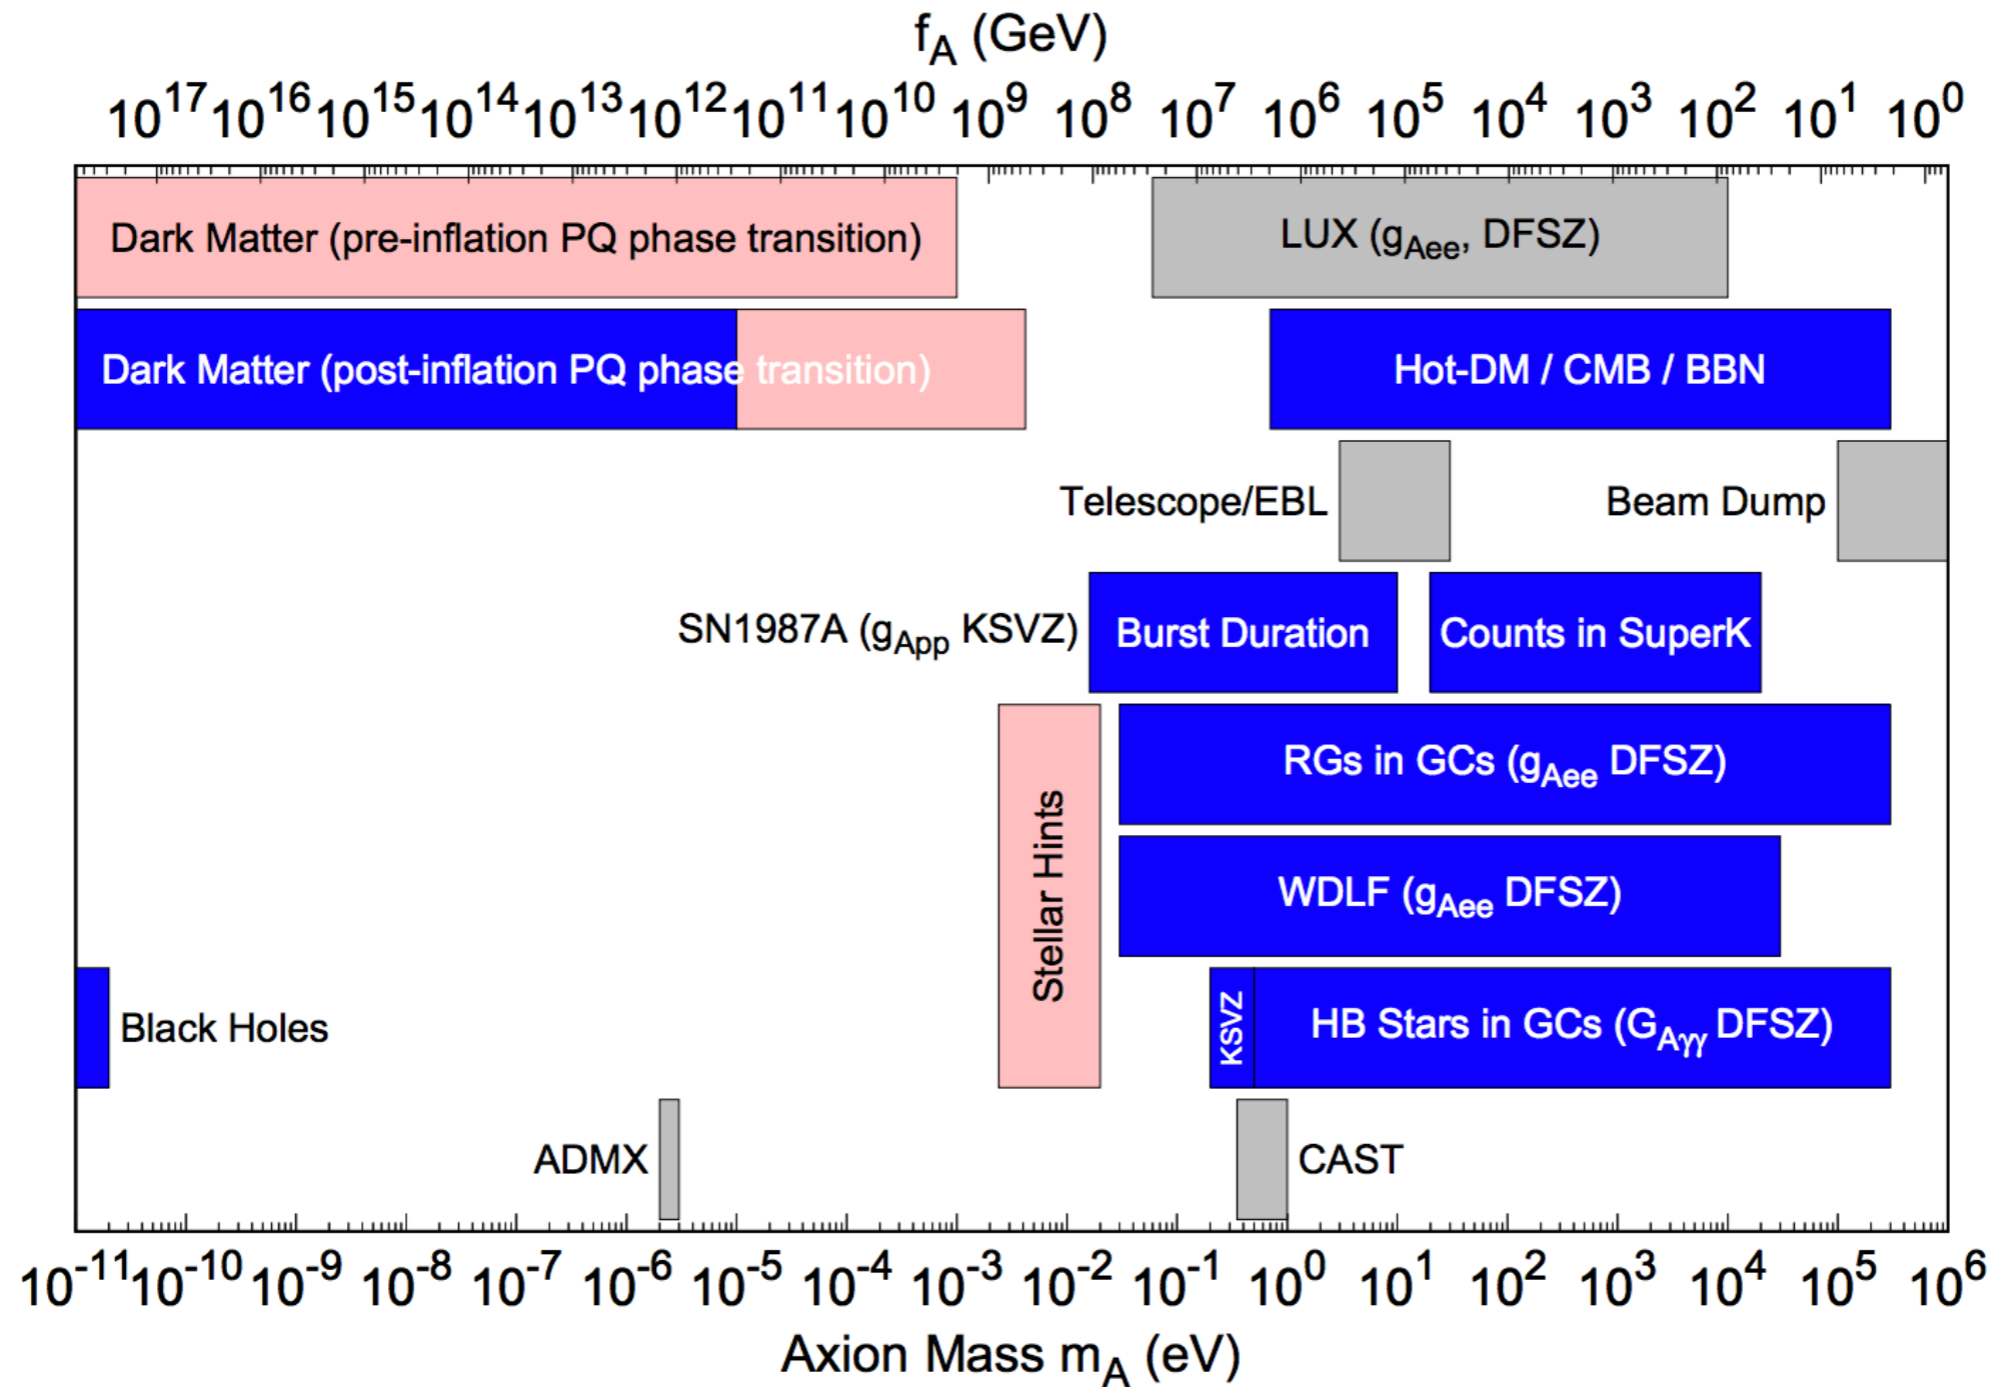 f_A (GeV)
10^17 10^16 10^15 10^14 10^13 10^12 10^11 10^10 10^9 10^8 10^7 10^6 10^5 10^4 10^3 10^2 10^1 10^0
Dark Matter (pre-inflation PQ phase transition)
LUX (g_Aee, DFSZ)
Dark Matter (post-inflation PQ phase transition)
Hot-DM / CMB / BBN
Telescope/EBL
Beam Dump
SN1987A (g_App KSVZ)
Burst Duration
Counts in SuperK
Stellar Hints
RGs in GCs (g_Aee DFSZ)
WDLF (g_Aee DFSZ)
Black Holes
KSVZ
HB Stars in GCs (G_Aγγ DFSZ)
ADMX
CAST
10^-11 10^-10 10^-9 10^-8 10^-7 10^-6 10^-5 10^-4 10^-3 10^-2 10^-1 10^0 10^1 10^2 10^3 10^4 10^5 10^6
Axion Mass m_A (eV)